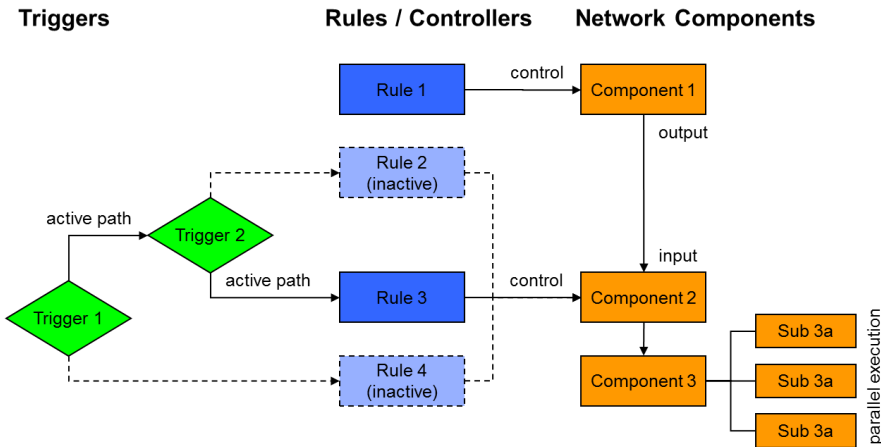 Triggers
Rules / Controllers
Network Components
Rule 1
control
Component 1
output
Rule 2
(inactive)
active path
Trigger 2
active path
input
Trigger 1
Rule 3
control
Component 2
Rule 4
(inactive)
Component 3
Sub 3a
Sub 3a
Sub 3a
parallel execution